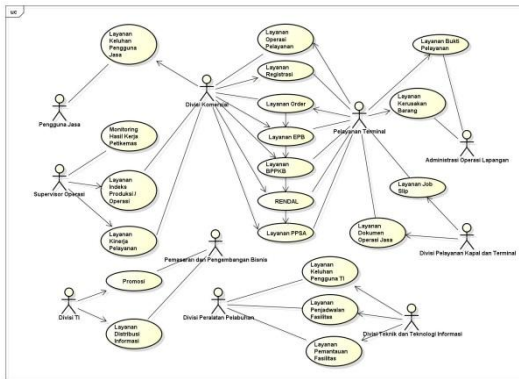 uc
Layanan
Keluhan
Pengguna
Jasa
Layanan
Operasi
Pelayanan
Layanan Bukti
Pelayanan
Layanan
Registrasi
Pengguna Jasa
Divisi Komersial
Layanan Order
Pelayanan Terminal
Layanan
Kerusakan
Barang
Monitoring
Hasil Kerja
Petikemas
Layanan EPB
Administrasi Operasi Lapangan
Supervisor Operasi
Layanan
Indeks
Produksi /
Operasi
Layanan
BPPKB
Layanan Job
Slip
RENDAL
Layanan
Kinerja
Pelayanan
Layanan PPSA
Layanan
Dokumen
Operasi Jasa
Divisi Pelayanan Kapal dan Terminal
Pemasaran dan Pengembangan Bisnis
Promosi
Layanan
Keluhan
Pengguna TI
Divisi TI
Divisi Peralatan Pelabuhan
Layanan
Penjadwalan
Fasilitas
Divisi Teknik dan Teknologi Informasi
Layanan
Distribusi
Informasi
Layanan
Pemantauan
Fasilitas